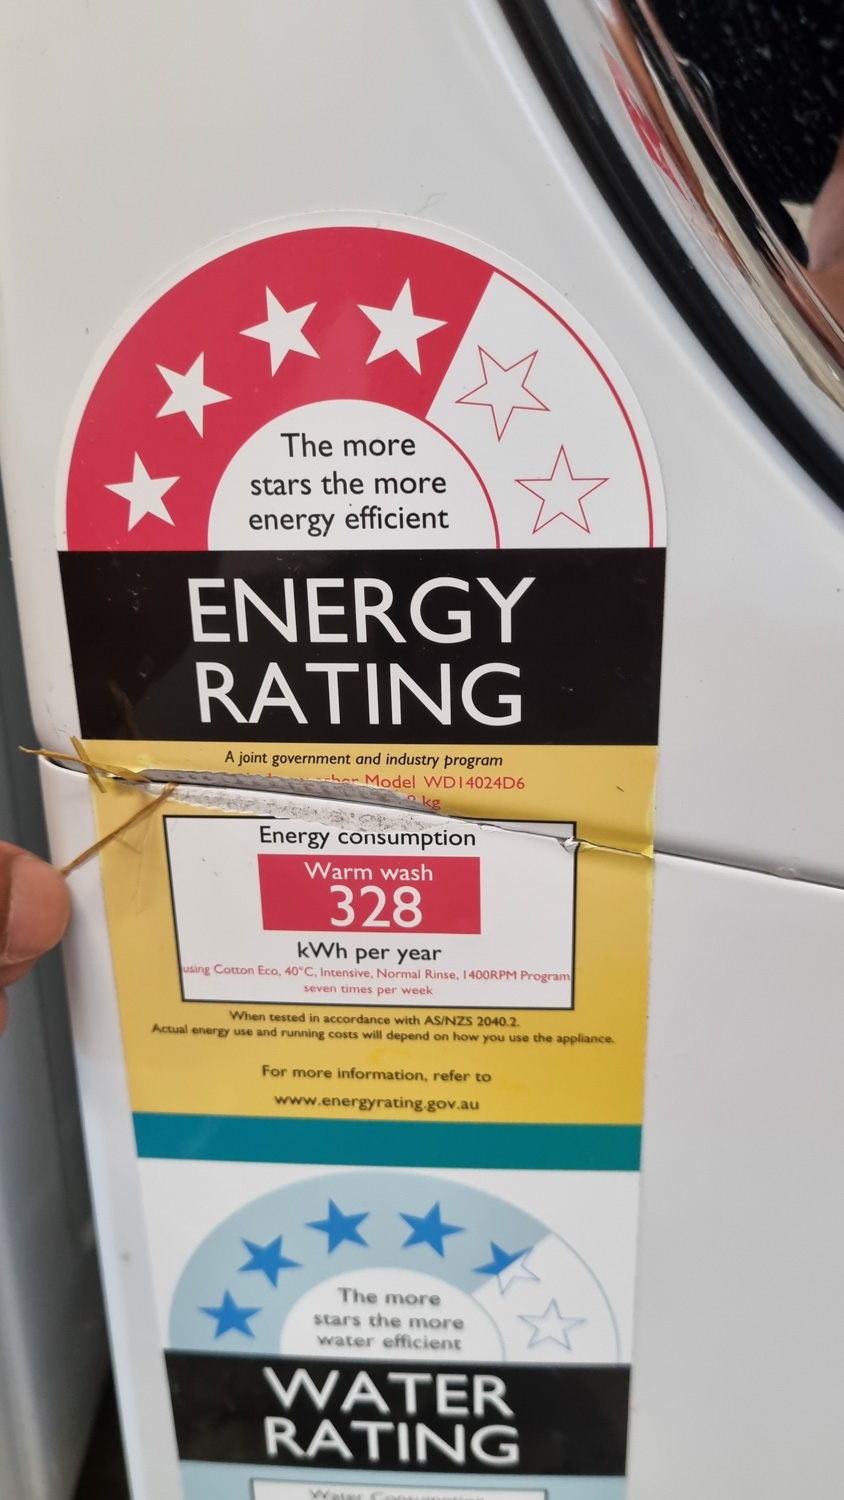 The more
stars the more
energy efficient
ENERGY
RATING
A joint government and industry program
Model WD14024D6
kg
Energy consumption
Warm wash
328
kWh per year
using Cotton Eco, 40°C, Intensive, Normal Rinse, 1400RPM Program
seven times per week
When tested in accordance with AS/NZS 2040.2.
Actual energy use and running costs will depend on how you use the appliance.
For more information, refer to
www.energyrating.gov.au
The more
stars the more
water efficient
WATER
RATING
Water Consumption